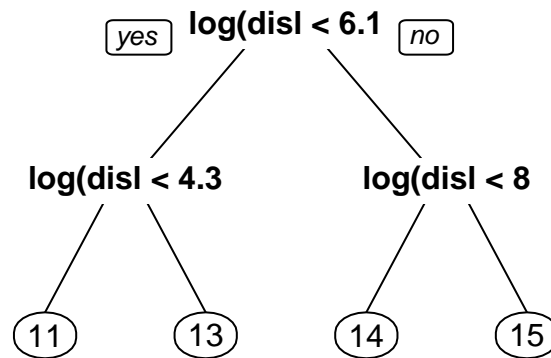 yes log(disl < 6.1 no
log(disl < 4.3 log(disl < 8
11 13 14 15